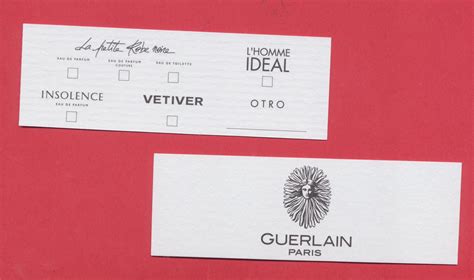 La petite Robe noire
EAU DE PARFUM
EAU DE PARFUM COUTURE
EAU DE TOILETTE
L'HOMME
IDEAL
INSOLENCE
EAU DE PARFUM
VETIVER
OTRO
GUERLAIN
PARIS